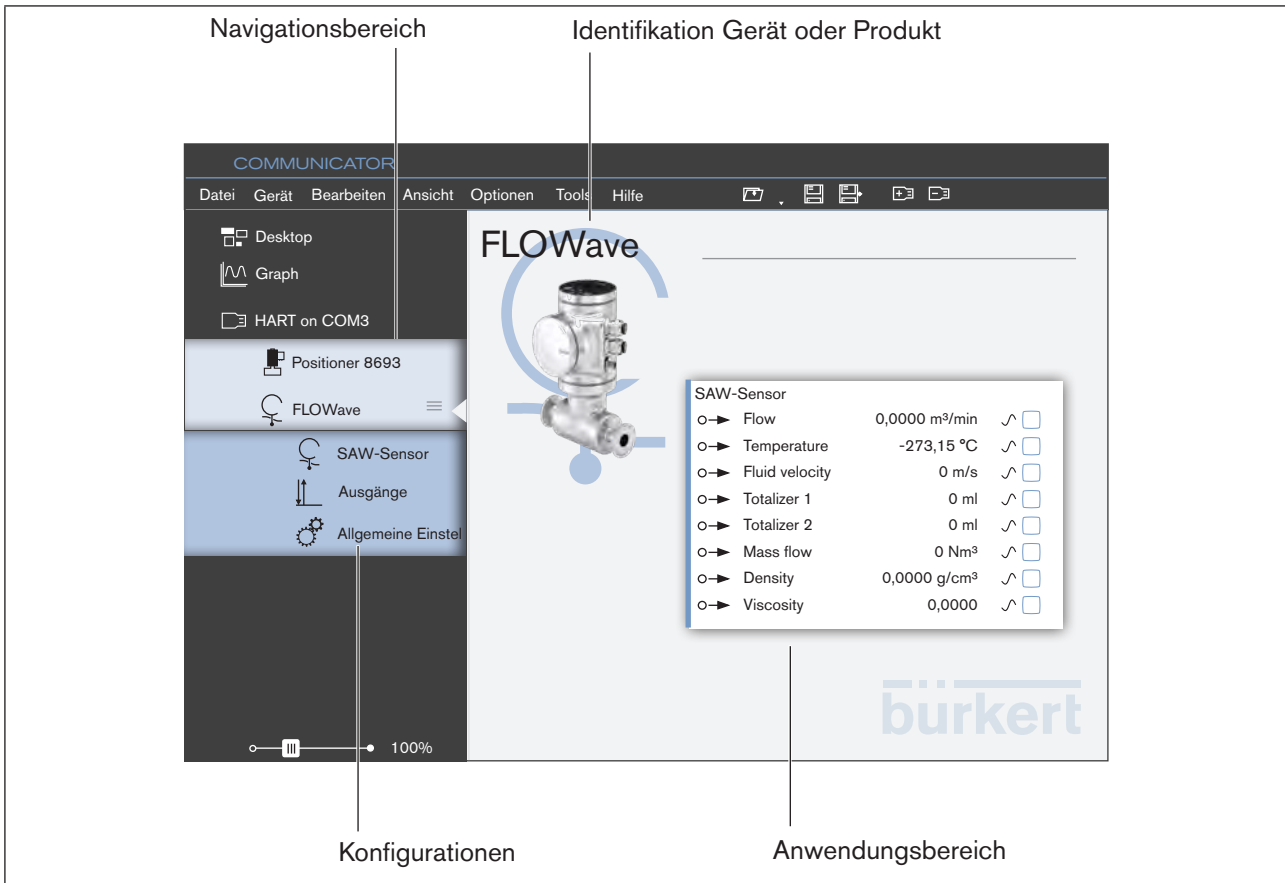 Navigationsbereich
Identifikation Gerät oder Produkt
COMMUNICATOR
Datei Gerät Bearbeiten Ansicht Optionen Tools Hilfe
Desktop
Graph
HART on COM3
Positioner 8693
FLOWave
SAW-Sensor
Ausgänge
Allgemeine Einstel
100%
FLOWave
SAW-Sensor
Flow 0,0000 m³/min
Temperature -273,15 °C
Fluid velocity 0 m/s
Totalizer 1 0 ml
Totalizer 2 0 ml
Mass flow 0 Nm³
Density 0,0000 g/cm³
Viscosity 0,0000
bürkert
Konfigurationen
Anwendungsbereich